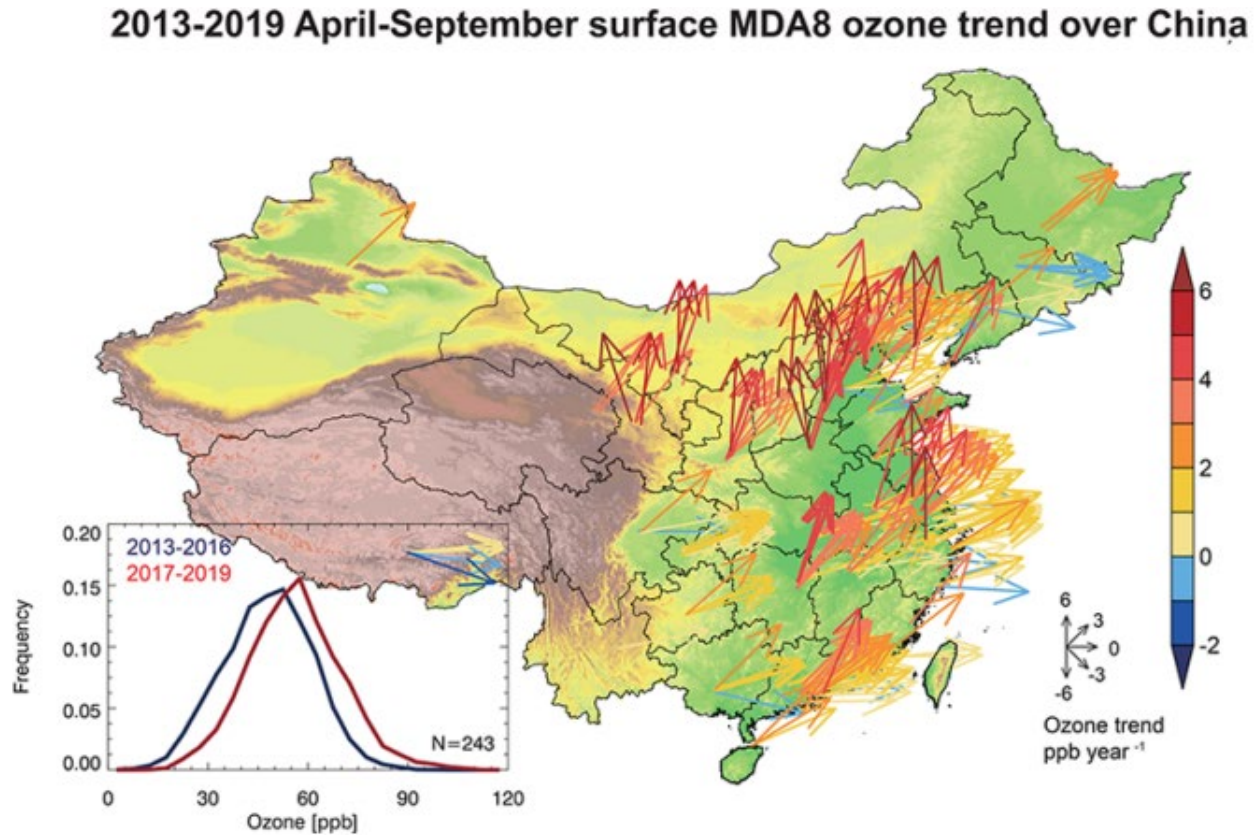 2013-2019 April-September surface MDA8 ozone trend over China
6
4
2
0
-2
0.20
0.15
0.10
0.05
0.00
Frequency
2013-2016
2017-2019
N=243
0 30 60 90 120
Ozone [ppb]
6
3
0
-3
-6
Ozone trend
ppb year -1